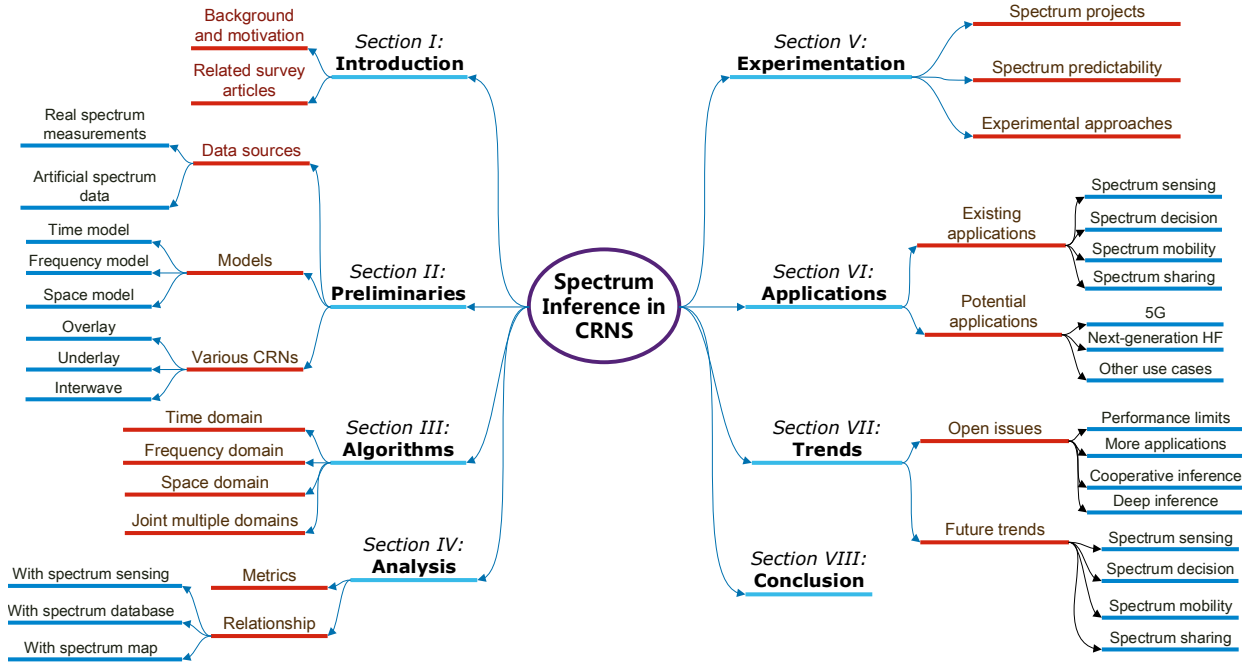 Spectrum
Inference in
CRNS
Section I:
Introduction
Background
and motivation
Related survey
articles
Section II:
Preliminaries
Data sources
Real spectrum
measurements
Artificial spectrum
data
Models
Time model
Frequency model
Space model
Various CRNs
Overlay
Underlay
Interwave
Section III:
Algorithms
Time domain
Frequency domain
Space domain
Joint multiple domains
Section IV:
Analysis
Metrics
Relationship
With spectrum sensing
With spectrum database
With spectrum map
Section V:
Experimentation
Spectrum projects
Spectrum predictability
Experimental approaches
Section VI:
Applications
Existing
applications
Spectrum sensing
Spectrum decision
Spectrum mobility
Spectrum sharing
Potential
applications
5G
Next-generation HF
Other use cases
Section VII:
Trends
Open issues
Performance limits
More applications
Cooperative inference
Deep inference
Future trends
Spectrum sensing
Spectrum decision
Spectrum mobility
Spectrum sharing
Section VIII:
Conclusion